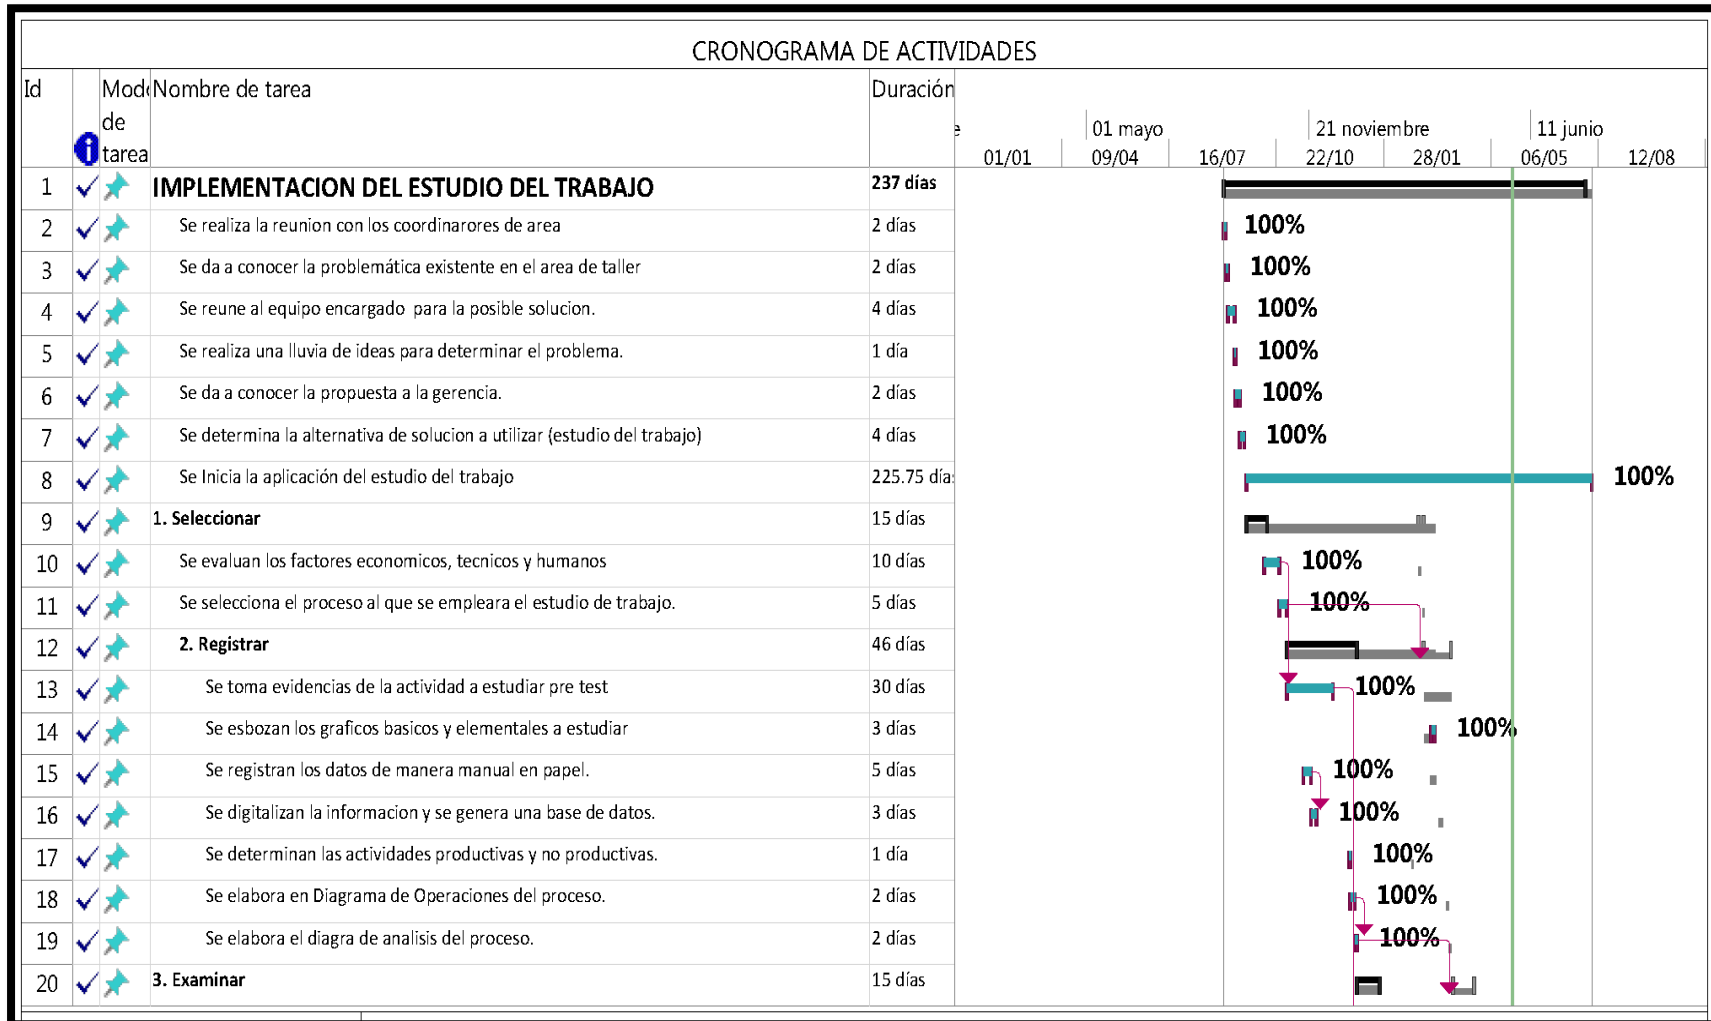 CRONOGRAMA DE ACTIVIDADES
Id Modo de tarea Nombre de tarea Duración
01 mayo 21 noviembre 11 junio
01/01 09/04 16/07 22/10 28/01 06/05 12/08
1 IMPLEMENTACION DEL ESTUDIO DEL TRABAJO 237 días
2 Se realiza la reunion con los coordinarores de area 2 días 100%
3 Se da a conocer la problemática existente en el area de taller 2 días 100%
4 Se reune al equipo encargado para la posible solucion. 4 días 100%
5 Se realiza una lluvia de ideas para determinar el problema. 1 día 100%
6 Se da a conocer la propuesta a la gerencia. 2 días 100%
7 Se determina la alternativa de solucion a utilizar (estudio del trabajo) 4 días 100%
8 Se Inicia la aplicación del estudio del trabajo 225.75 días 100%
9 1. Seleccionar 15 días
10 Se evaluan los factores economicos, tecnicos y humanos 10 días 100%
11 Se selecciona el proceso al que se empleara el estudio de trabajo. 5 días 100%
12 2. Registrar 46 días
13 Se toma evidencias de la actividad a estudiar pre test 30 días 100%
14 Se esbozan los graficos basicos y elementales a estudiar 3 días 100%
15 Se registran los datos de manera manual en papel. 5 días 100%
16 Se digitalizan la informacion y se genera una base de datos. 3 días 100%
17 Se determinan las actividades productivas y no productivas. 1 día 100%
18 Se elabora en Diagrama de Operaciones del proceso. 2 días 100%
19 Se elabora el diagra de analisis del proceso. 2 días 100%
20 3. Examinar 15 días